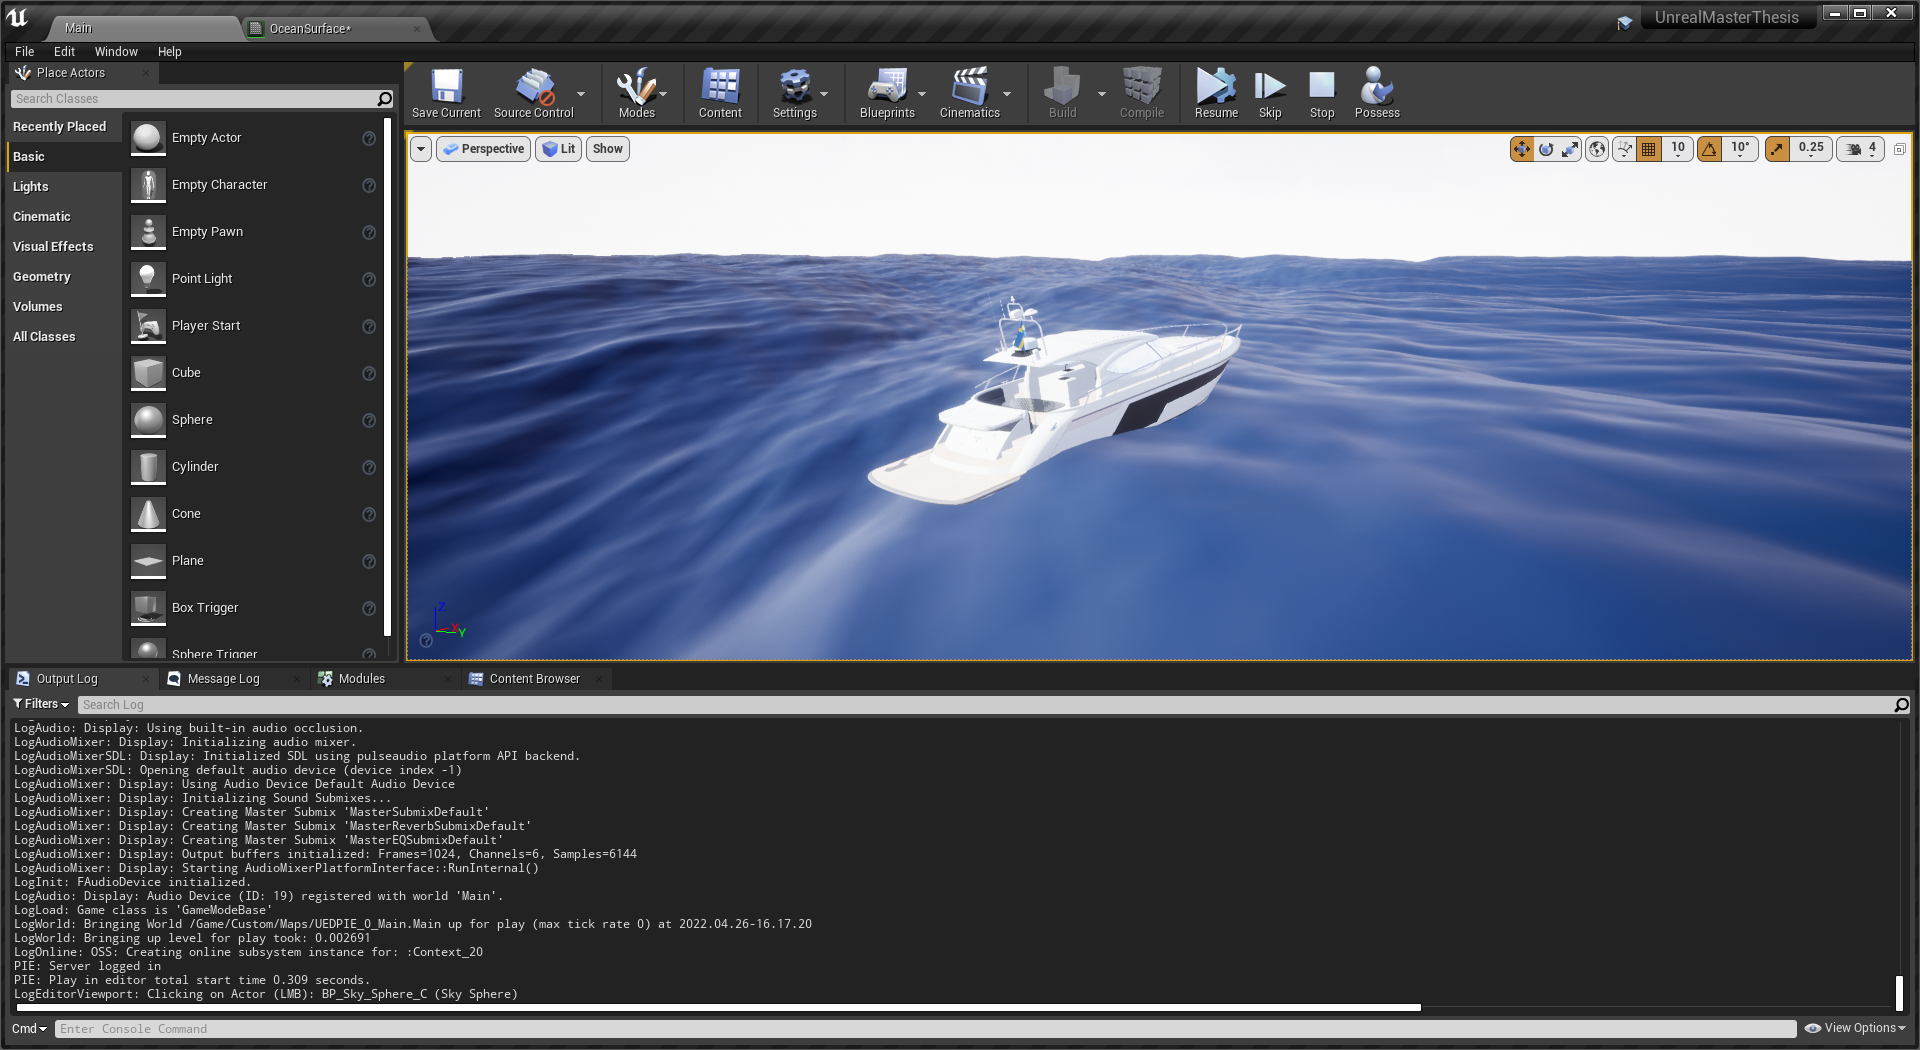 Main
OceanSurface*
UnrealMasterThesis
File Edit Window Help
Place Actors
Search Classes
Recently Placed
Basic
Lights
Cinematic
Visual Effects
Geometry
Volumes
All Classes
Empty Actor
Empty Character
Empty Pawn
Point Light
Player Start
Cube
Sphere
Cylinder
Cone
Plane
Box Trigger
Sphere Trigger
Save Current Source Control Modes Content Settings Blueprints Cinematics Build Compile Resume Skip Stop Possess
Perspective Lit Show 10 10° 0.25 4
Z
X
Y
Output Log Message Log Modules Content Browser
Filters Search Log
LogAudio: Display: Using built-in audio occlusion.
LogAudioMixer: Display: Initializing audio mixer.
LogAudioMixerSDL: Display: Initialized SDL using pulseaudio platform API backend.
LogAudioMixerSDL: Opening default audio device (device index -1)
LogAudioMixer: Display: Using Audio Device Default Audio Device
LogAudioMixer: Display: Initializing Sound Submixes...
LogAudioMixer: Display: Creating Master Submix 'MasterSubmixDefault'
LogAudioMixer: Display: Creating Master Submix 'MasterReverbSubmixDefault'
LogAudioMixer: Display: Creating Master Submix 'MasterEQSubmixDefault'
LogAudioMixer: Display: Output buffers initialized: Frames=1024, Channels=6, Samples=6144
LogAudioMixer: Display: Starting AudioMixerPlatformInterface::RunInternal()
LogInit: FAudioDevice initialized.
LogAudio: Display: Audio Device (ID: 19) registered with world 'Main'.
LogLoad: Game class is 'GameModeBase'
LogWorld: Bringing World /Game/Custom/Maps/UEDPIE_0_Main.Main up for play (max tick rate 0) at 2022.04.26-16.17.20
LogWorld: Bringing up level for play took: 0.002691
LogOnline: OSS: Creating online subsystem instance for: :Context_20
PIE: Server logged in
PIE: Play in editor total start time 0.309 seconds.
LogEditorViewport: Clicking on Actor (LMB): BP_Sky_Sphere_C (Sky Sphere)
Cmd Enter Console Command View Options